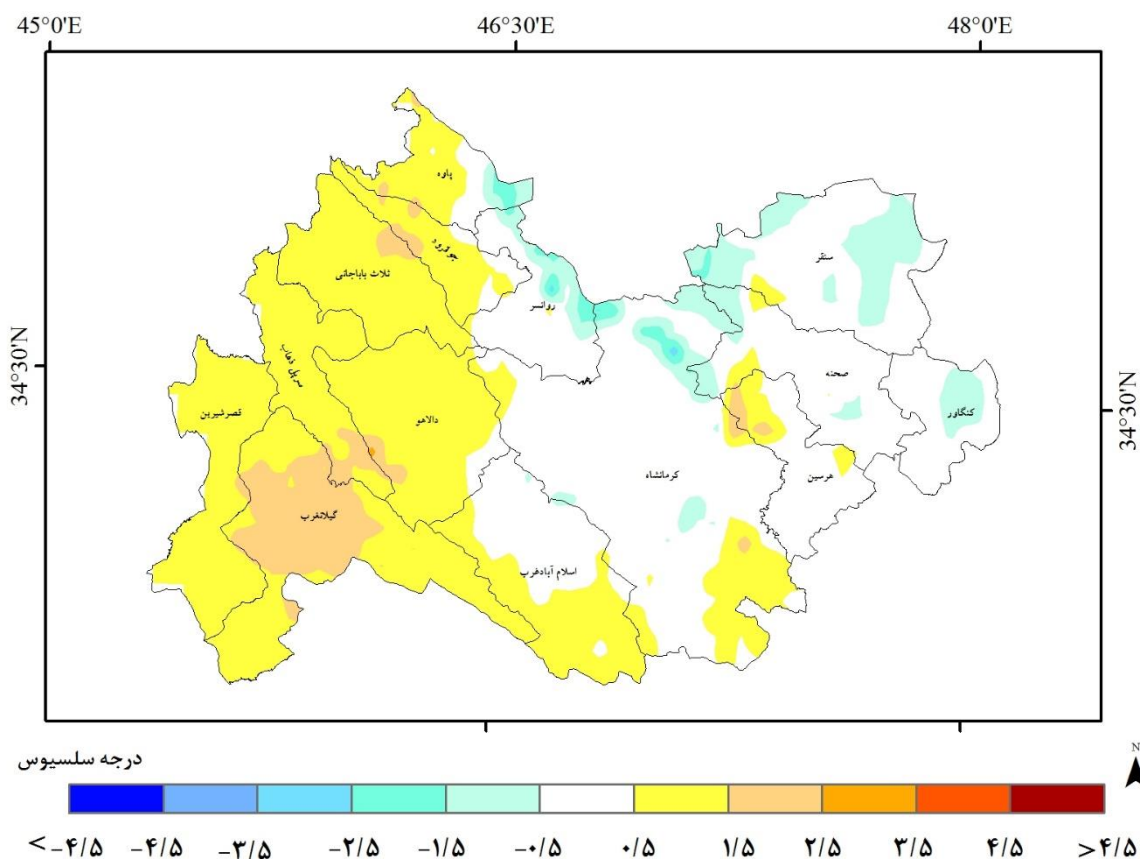 45°0'E 46°30'E 48°0'E
34°30'N
34°30'N
پاوه
جوانرود
ثلاث باباجانی
روانسر
سنقر
سرپل ذهاب
صحنه
قصرشیرین
دالاهو
کنگاور
کرمانشاه
هرسین
گیلانغرب
اسلام آبادغرب
درجه سلسیوس
N
< -۴/۵ -۴/۵ -۳/۵ -۲/۵ -۱/۵ -۰/۵ ۰/۵ ۱/۵ ۲/۵ ۳/۵ ۴/۵ >۴/۵